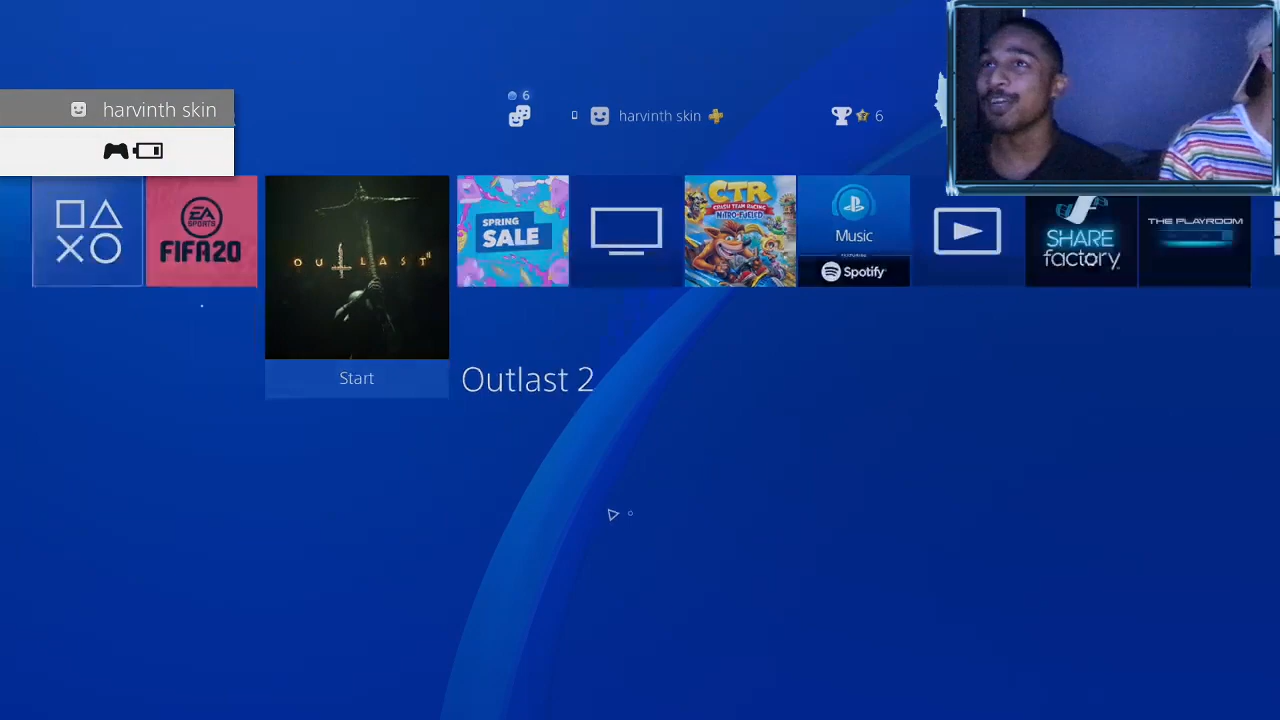 harvinth skin
6
harvinth skin
6
EA
SPORTS
FIFA20
OUTLAST
SPRING
SALE
CTR
CRASH TEAM RACING
NITRO-FUELED
Music
FEATURING
Spotify
SHARE
factory
THE PLAYROOM
Start
Outlast 2